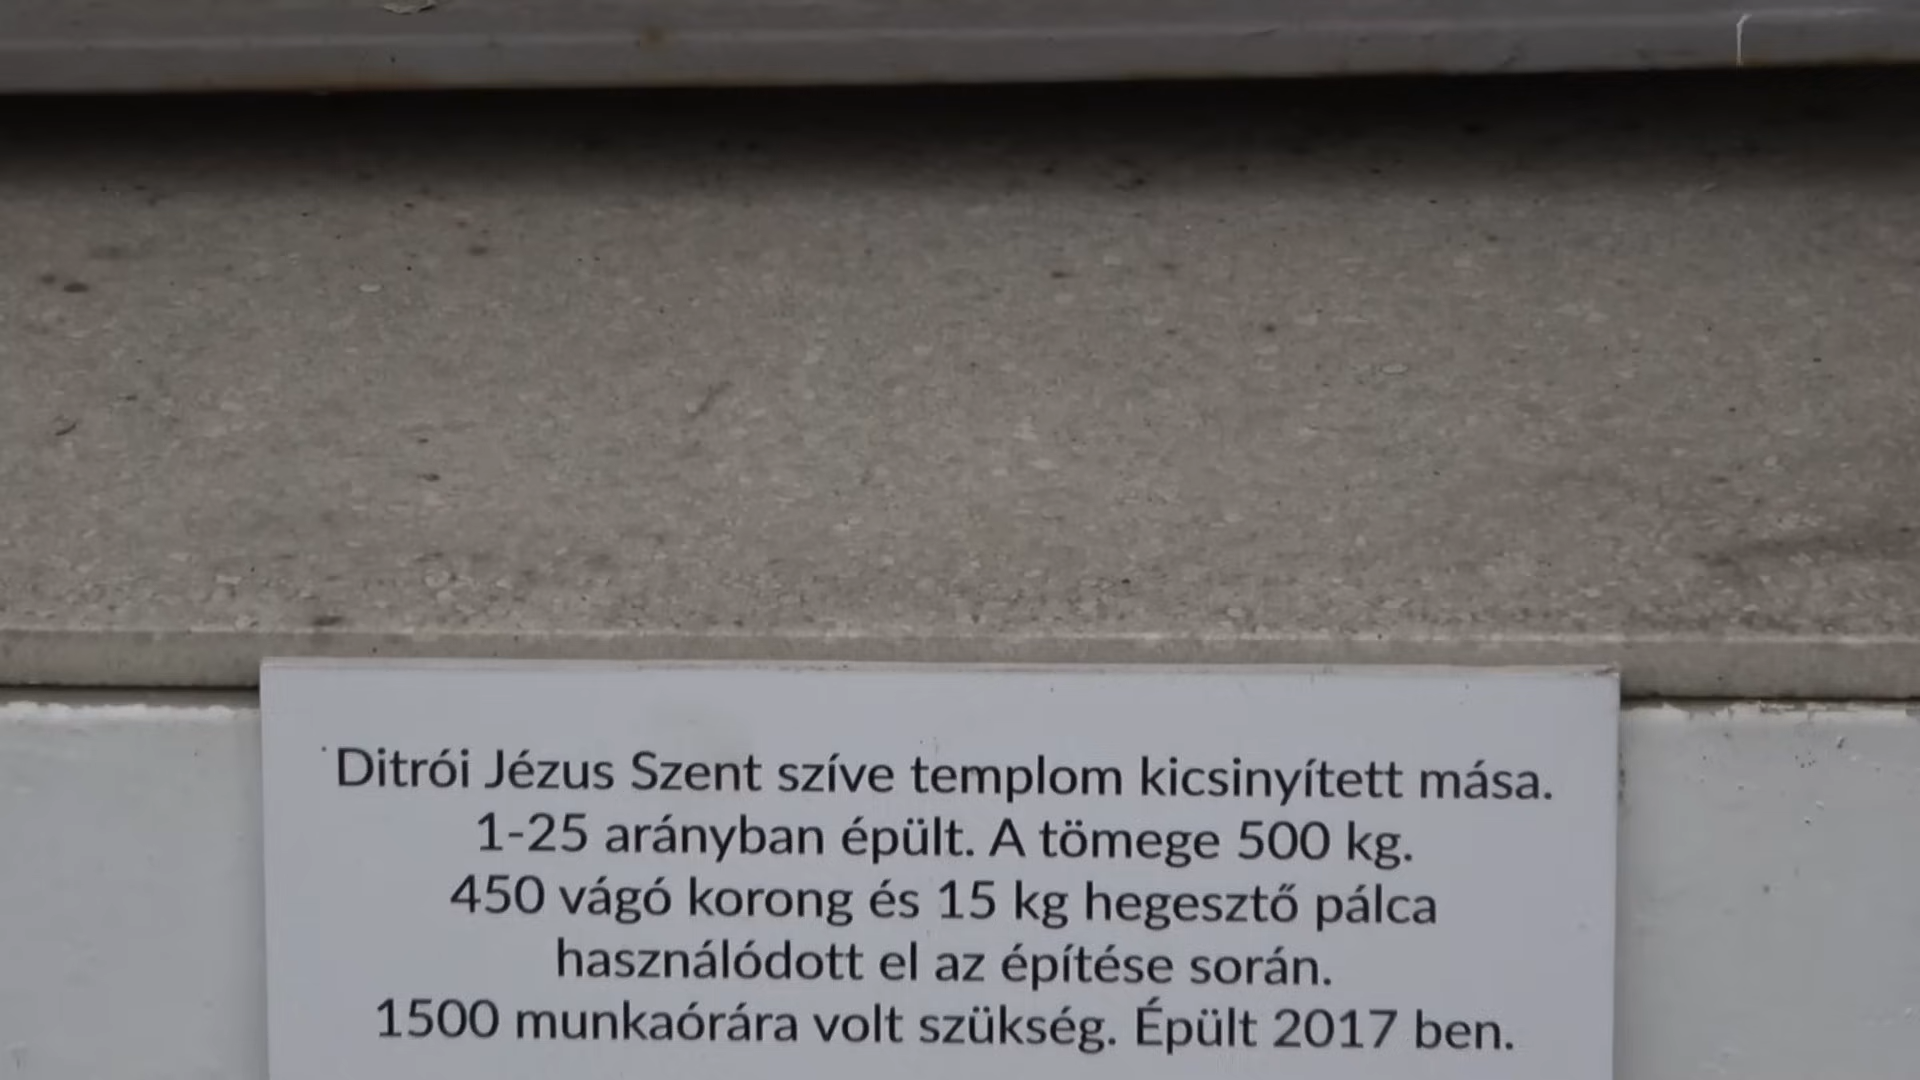 Ditrói Jézus Szent szíve templom kicsinyített mása.
1-25 arányban épült. A tömege 500 kg.
450 vágó korong és 15 kg hegesztő pálca
használódott el az építése során.
1500 munkaórára volt szükség. Épült 2017 ben.